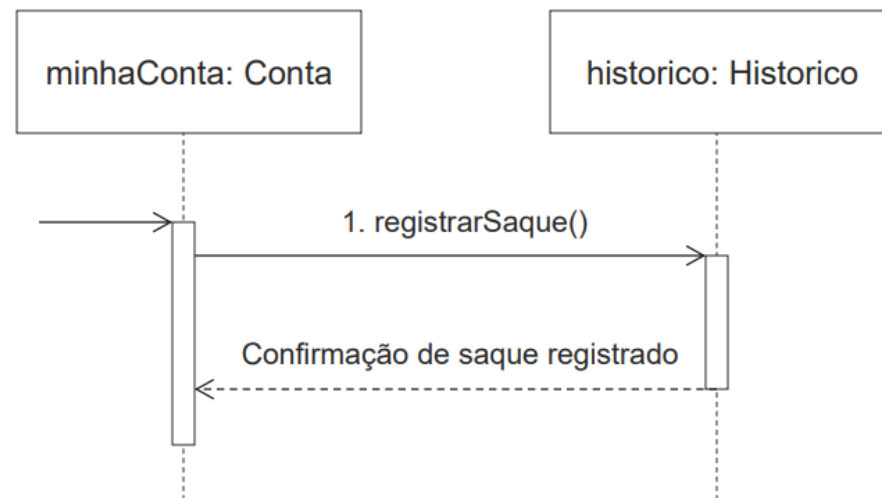 minhaConta: Conta
historico: Historico
1. registrarSaque()
Confirmação de saque registrado